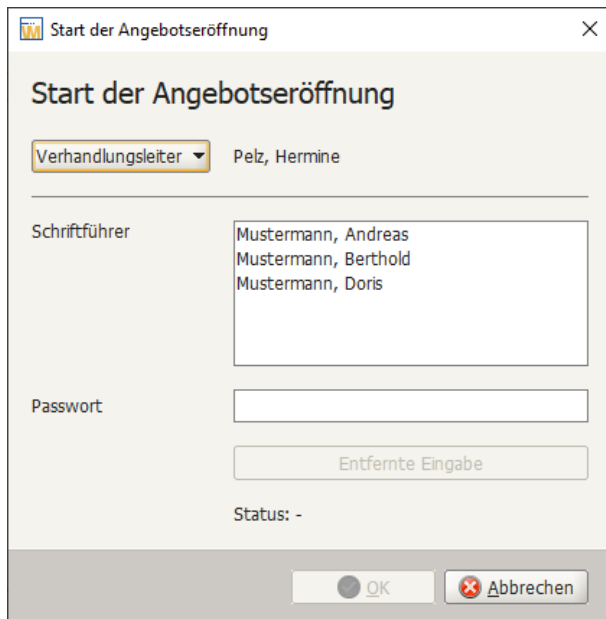 Start der Angebotseröffnung
Start der Angebotseröffnung
Verhandlungsleiter Pelz, Hermine
Schriftführer
Mustermann, Andreas
Mustermann, Berthold
Mustermann, Doris
Passwort
Entfernte Eingabe
Status: -
OK Abbrechen